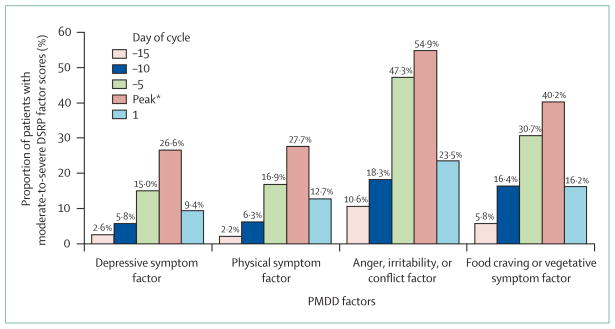 60
50
40
30
20
10
0
Proportion of patients with
moderate-to-severe DSRP factor scores (%)
Day of cycle
–15
–10
–5
Peak*
1
2·6%
5·8%
15·0%
26·6%
9·4%
2·2%
6·3%
16·9%
27·7%
12·7%
10·6%
18·3%
47·3%
54·9%
23·5%
5·8%
16·4%
30·7%
40·2%
16·2%
Depressive symptom
factor
Physical symptom
factor
Anger, irritability, or
conflict factor
Food craving or vegetative
symptom factor
PMDD factors